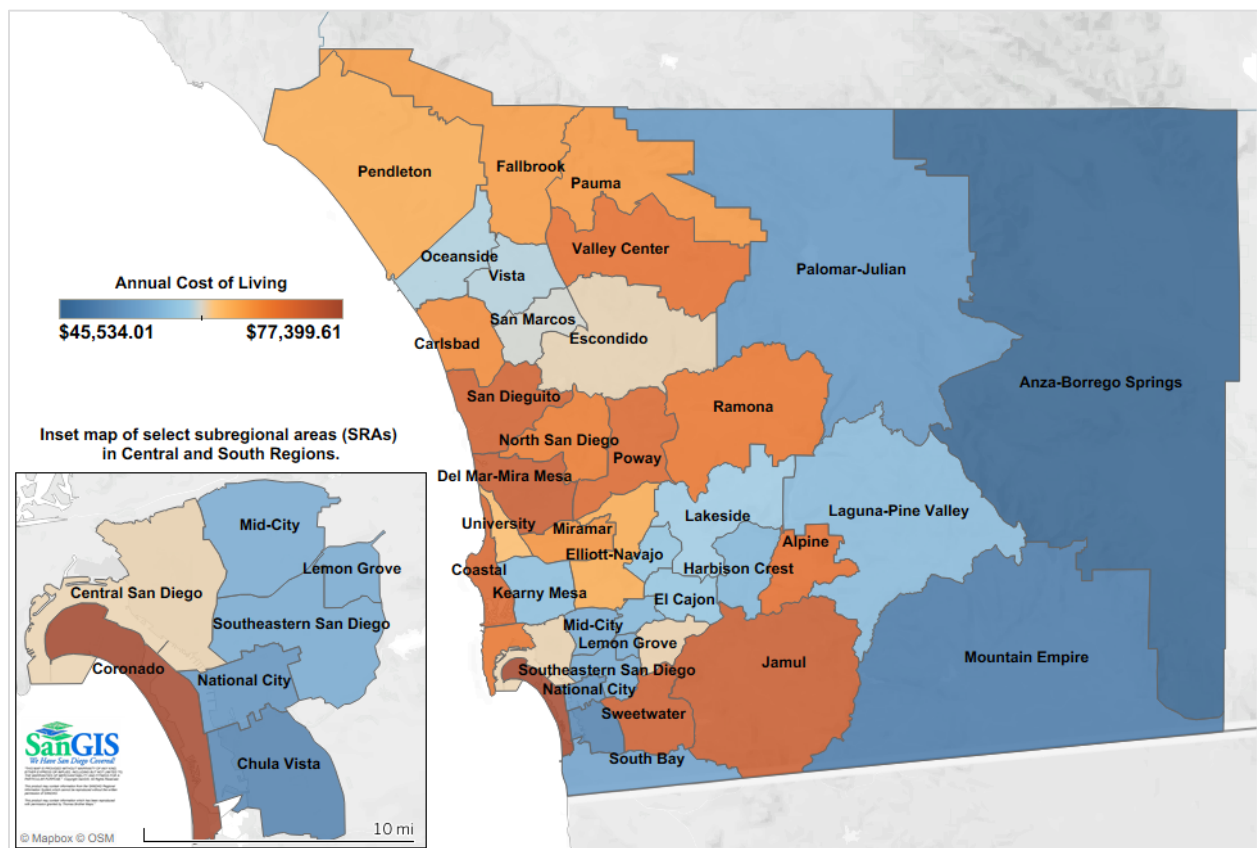 Pendleton
Fallbrook
Pauma
Valley Center
Oceanside
Vista
Palomar-Julian
Annual Cost of Living
$45,534.01
$77,399.61
San Marcos
Escondido
Carlsbad
Anza-Borrego Springs
San Dieguito
Ramona
North San Diego
Poway
Del Mar-Mira Mesa
University
Miramar
Lakeside
Laguna-Pine Valley
Elliott-Navajo
Alpine
Coastal
Harbison Crest
Kearny Mesa
El Cajon
Mid-City
Lemon Grove
Southeastern San Diego
Jamul
Mountain Empire
National City
Sweetwater
South Bay
Inset map of select subregional areas (SRAs)
in Central and South Regions.
Mid-City
Lemon Grove
Central San Diego
Southeastern San Diego
Coronado
National City
Chula Vista
SanGIS
We Have San Diego Covered!
© Mapbox © OSM
10 mi